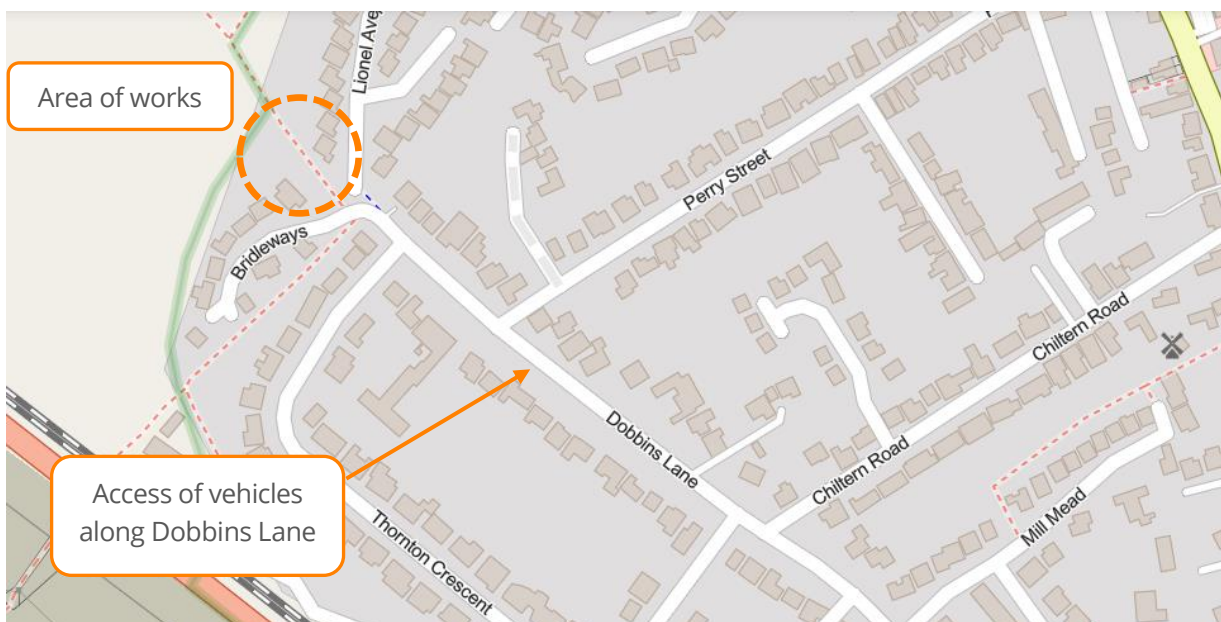 Lionel Ave
Area of works
Perry Street
Bridleways
Chiltern Road
Dobbins Lane
Access of vehicles
along Dobbins Lane
Chiltern Road
Mill Mead
Thornton Crescent